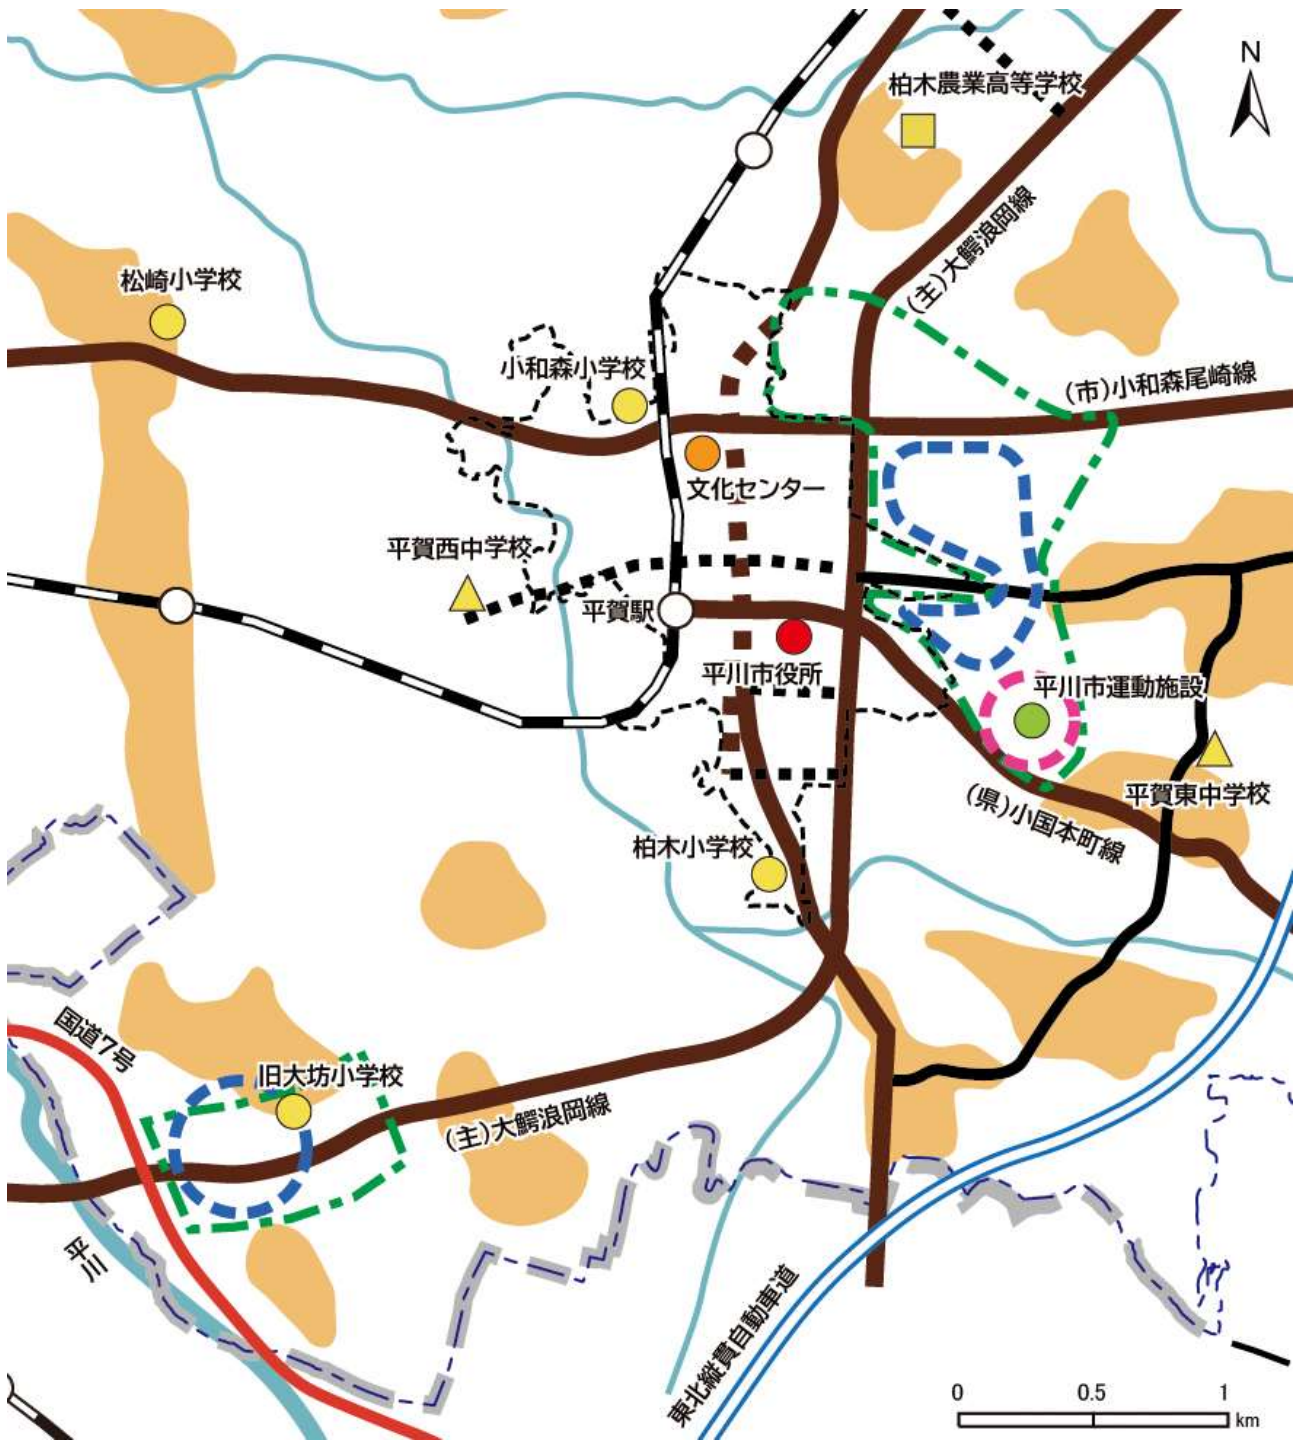 N
柏木農業高等学校
(主)大鰐浪岡線
松崎小学校
小和森小学校
(市)小和森尾崎線
文化センター
平賀西中学校
平賀駅
平川市役所
平川市運動施設
平賀東中学校
(県)小国本町線
柏木小学校
国道7号
旧大坊小学校
(主)大鰐浪岡線
平川
東北縦貫自動車道
0 0.5 1
km